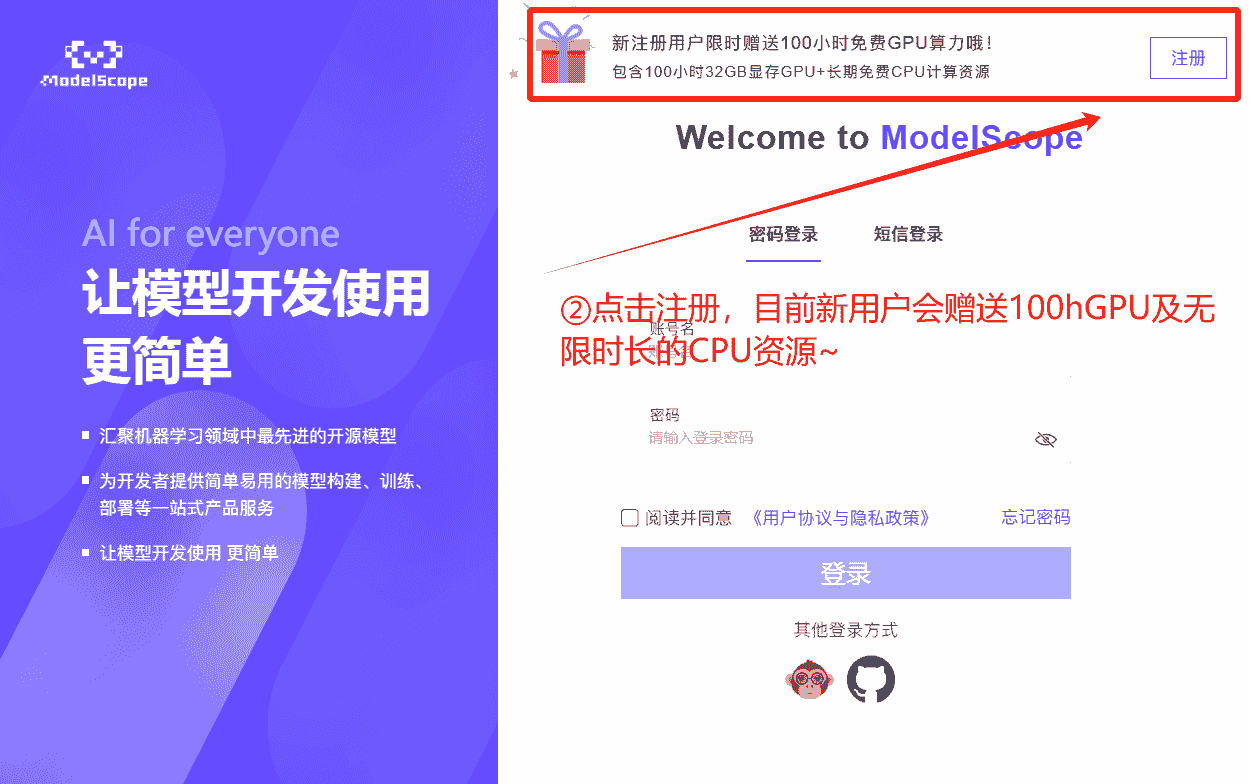 ModelScope
AI for everyone
让模型开发使用
更简单
汇聚机器学习领域中最先进的开源模型
为开发者提供简单易用的模型构建、训练、
部署等一站式产品服务
让模型开发使用 更简单
新注册用户限时赠送100小时免费GPU算力哦！
包含100小时32GB显存GPU+长期免费CPU计算资源
注册
Welcome to ModelScope
密码登录
短信登录
②点击注册，目前新用户会赠送100hGPU及无
限时长的CPU资源~
账号名
账号名
密码
请输入登录密码
阅读并同意 《用户协议与隐私政策》
忘记密码
登录
其他登录方式